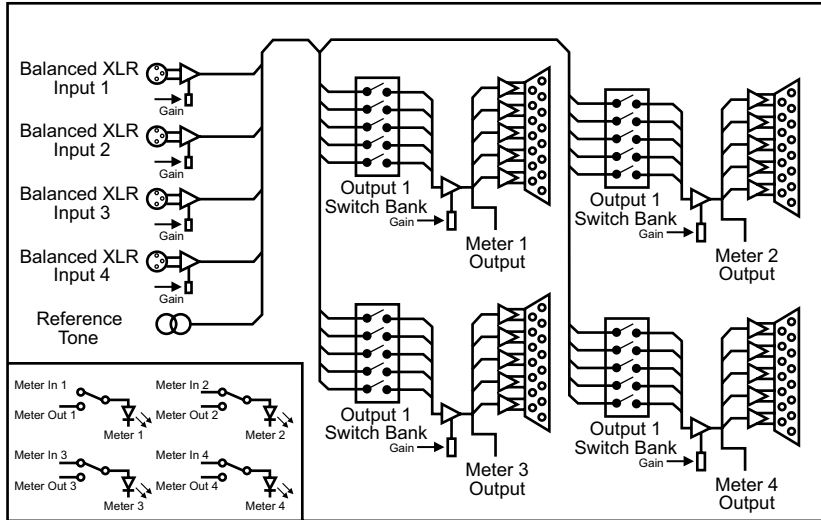 Balanced XLR
Input 1
Gain
Balanced XLR
Input 2
Gain
Balanced XLR
Input 3
Gain
Balanced XLR
Input 4
Gain
Reference
Tone
Output 1
Switch Bank
Gain
Meter 1
Output
Output 1
Switch Bank
Gain
Meter 2
Output
Output 1
Switch Bank
Gain
Meter 3
Output
Output 1
Switch Bank
Gain
Meter 4
Output
Meter In 1
Meter Out 1
Meter 1
Meter In 2
Meter Out 2
Meter 2
Meter In 3
Meter Out 3
Meter 3
Meter In 4
Meter Out 4
Meter 4